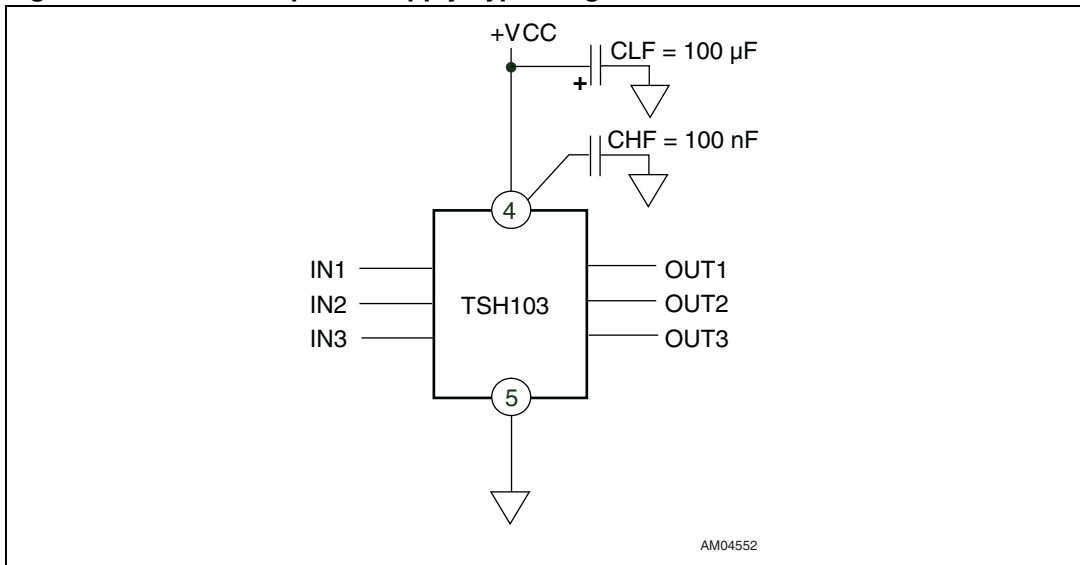 +VCC
CLF = 100 µF
+
CHF = 100 nF
4
IN1
OUT1
IN2
TSH103
OUT2
IN3
OUT3
5
AM04552